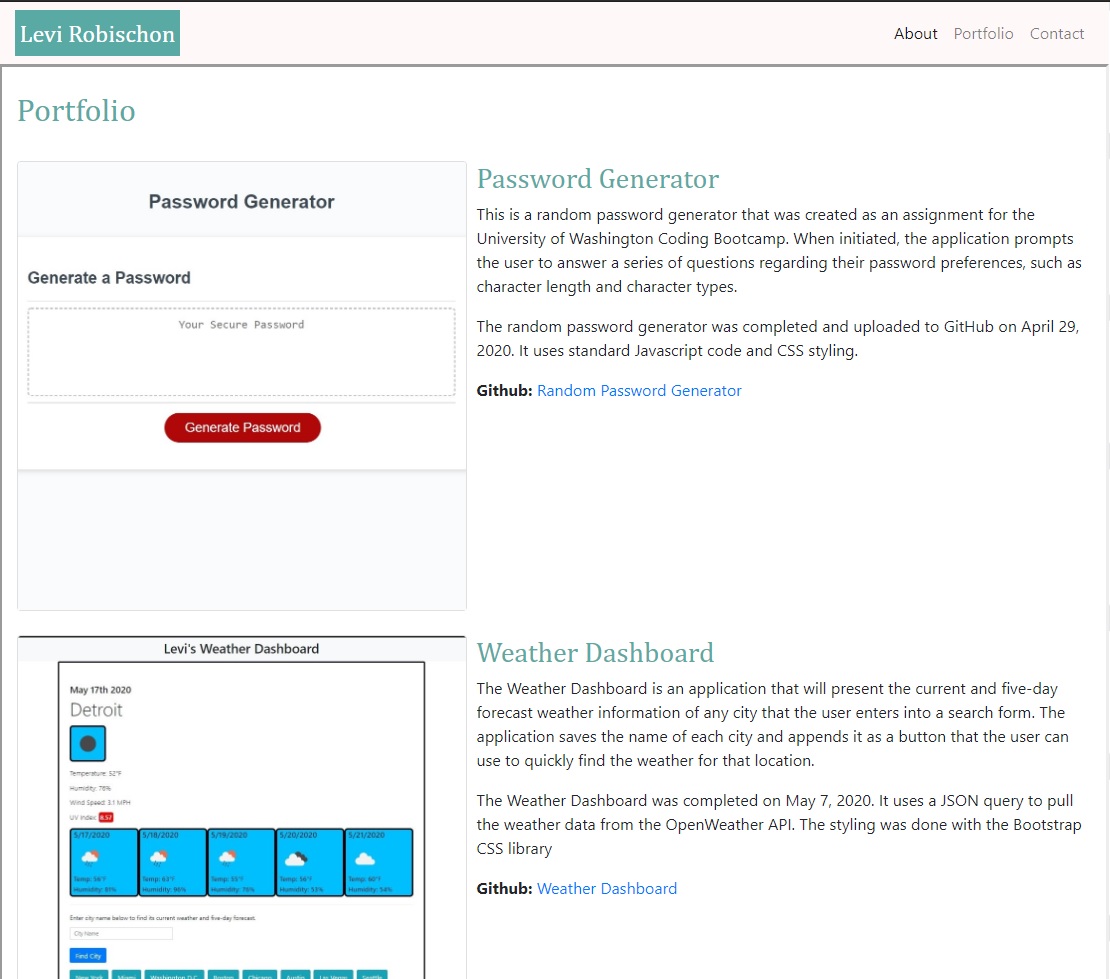 Levi Robischon
About Portfolio Contact
Portfolio
Password Generator
Generate a Password
Your Secure Password
Generate Password
Password Generator
This is a random password generator that was created as an assignment for the
University of Washington Coding Bootcamp. When initiated, the application prompts
the user to answer a series of questions regarding their password preferences, such as
character length and character types.
The random password generator was completed and uploaded to GitHub on April 29,
2020. It uses standard Javascript code and CSS styling.
Github: Random Password Generator
Levi's Weather Dashboard
May 17th 2020
Detroit
Temperature: 52°F
Humidity: 76%
Wind Speed: 3.1 MPH
UV Index: 8.57
5/17/2020 5/18/2020 5/19/2020 5/20/2020 5/21/2020
Temp: 56°F Temp: 63°F Temp: 55°F Temp: 56°F Temp: 60°F
Humidity: 81% Humidity: 90% Humidity: 76% Humidity: 53% Humidity: 54%
Enter city name below to find its current weather and five-day forecast.
City Name
Find City
New York Miami Washington D.C. Boston Chicago Austin Las Vegas Seattle
Weather Dashboard
The Weather Dashboard is an application that will present the current and five-day
forecast weather information of any city that the user enters into a search form. The
application saves the name of each city and appends it as a button that the user can
use to quickly find the weather for that location.
The Weather Dashboard was completed on May 7, 2020. It uses a JSON query to pull
the weather data from the OpenWeather API. The styling was done with the Bootstrap
CSS library
Github: Weather Dashboard